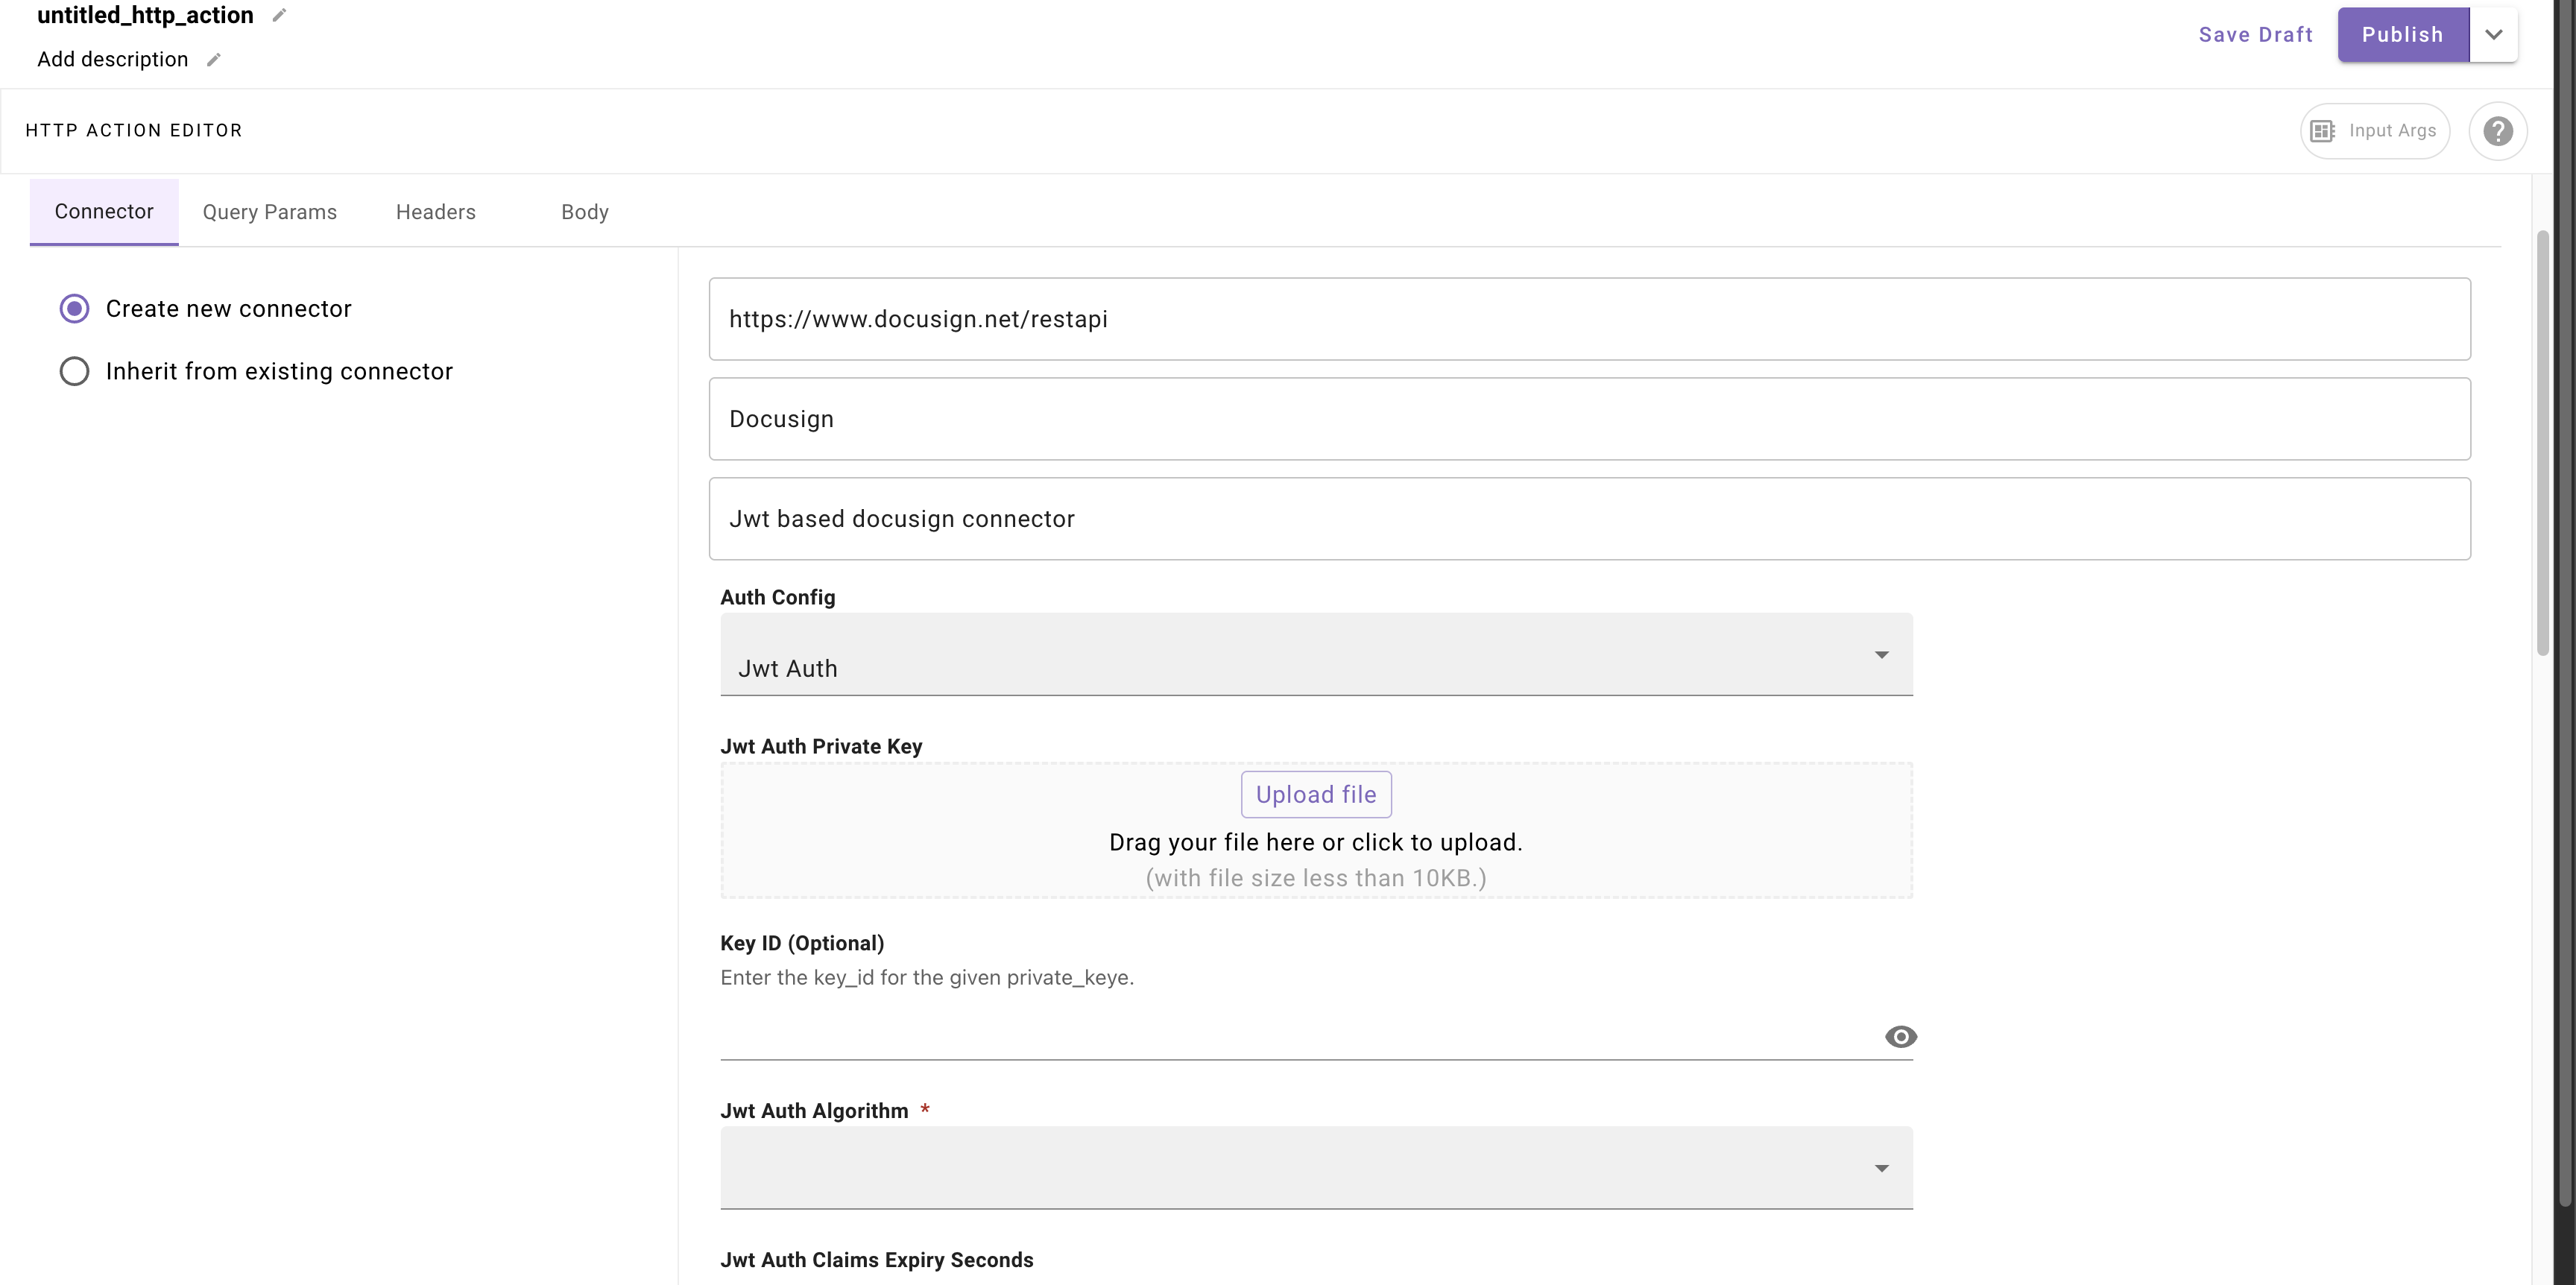 untitled_http_action
Save Draft
Publish
Add description
HTTP ACTION EDITOR
Input Args
Connector
Query Params
Headers
Body
Create new connector
Inherit from existing connector
https://www.docusign.net/restapi
Docusign
Jwt based docusign connector
Auth Config
Jwt Auth
Jwt Auth Private Key
Upload file
Drag your file here or click to upload.
(with file size less than 10KB.)
Key ID (Optional)
Enter the key_id for the given private_keye.
Jwt Auth Algorithm *
Jwt Auth Claims Expiry Seconds